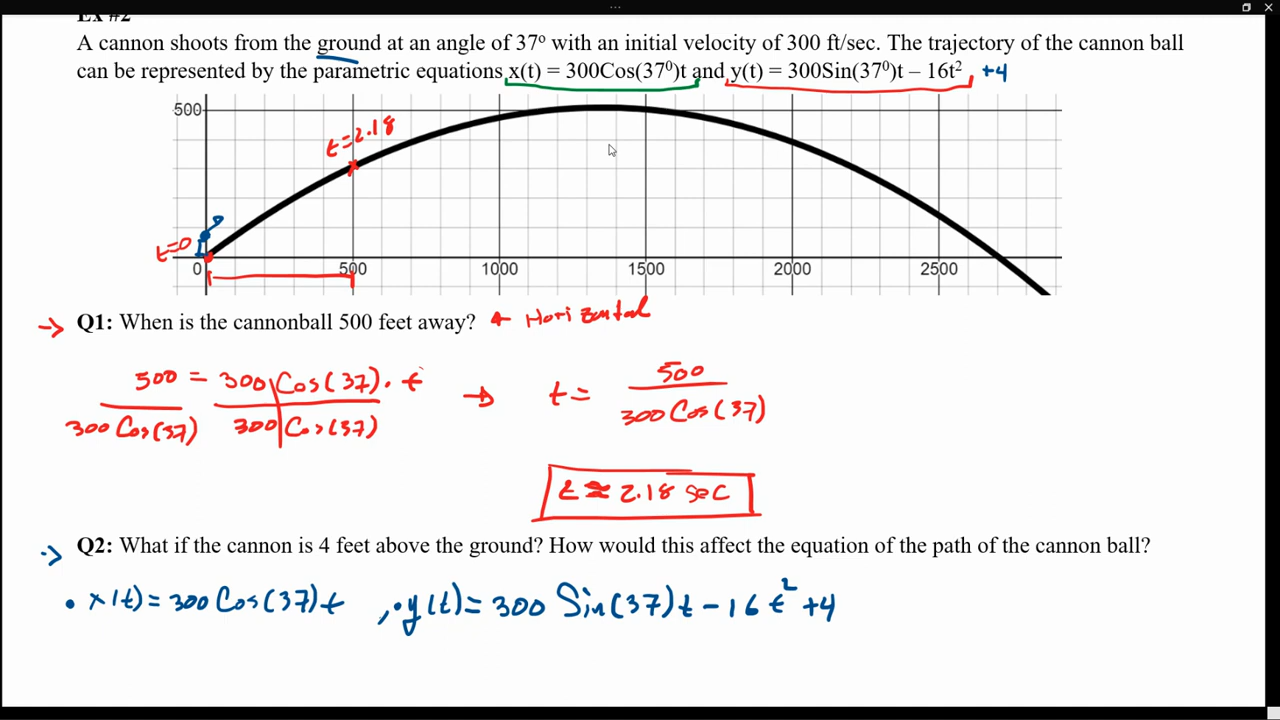 Ex #2
A cannon shoots from the ground at an angle of 37⁰ with an initial velocity of 300 ft/sec. The trajectory of the cannon ball
can be represented by the parametric equations x(t) = 300Cos(37⁰)t and y(t) = 300Sin(37⁰)t – 16t² +4
500
t=2.18
t=0
0 500 1000 1500 2000 2500
Q1: When is the cannonball 500 feet away? ← Horizontal
500 = 300 Cos(37) · t → t = 500
300 Cos(37) 300 Cos(37) 300 Cos(37)
t ≅ 2.18 sec
Q2: What if the cannon is 4 feet above the ground? How would this affect the equation of the path of the cannon ball?
• x(t) = 300 Cos(37) t , • y(t) = 300 Sin(37) t – 16 t² + 4